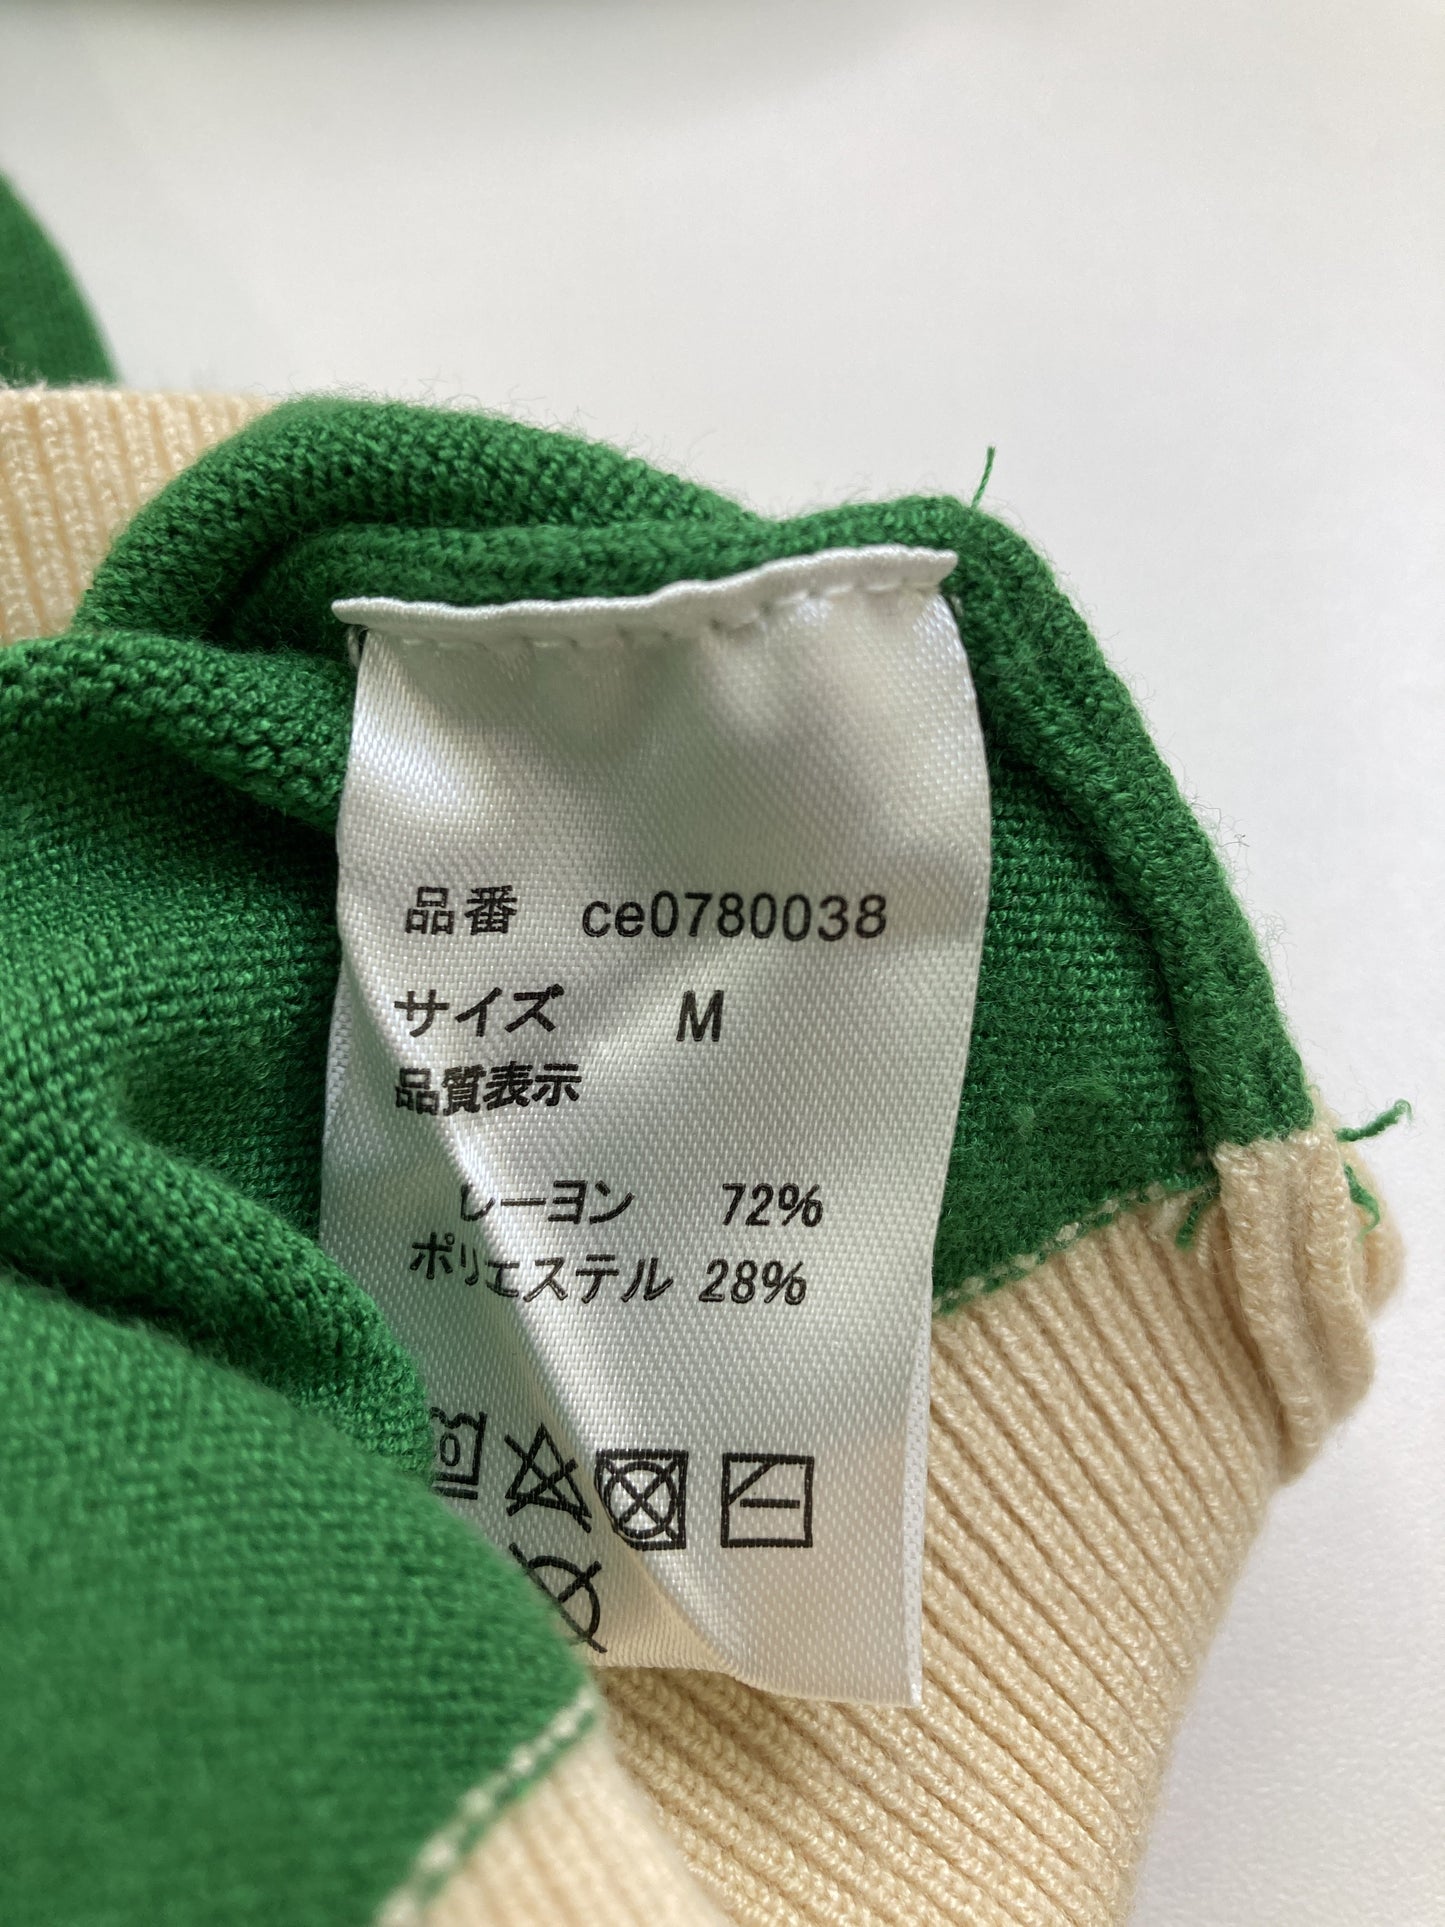 品番 ce0780038
サイズ M
品質表示
レーヨン 72%
ポリエステル 28%